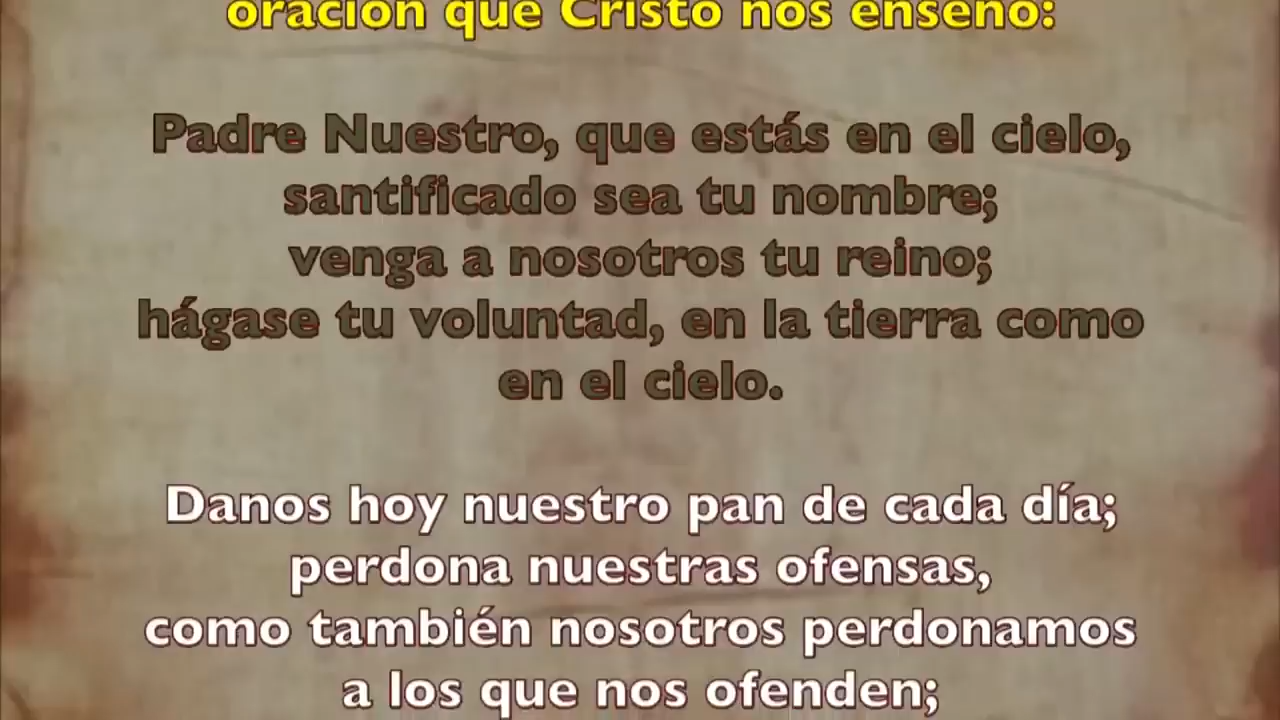 oración que Cristo nos enseñó:
Padre Nuestro, que estás en el cielo,
santificado sea tu nombre;
venga a nosotros tu reino;
hágase tu voluntad, en la tierra como
en el cielo.
Danos hoy nuestro pan de cada día;
perdona nuestras ofensas,
como también nosotros perdonamos
a los que nos ofenden;